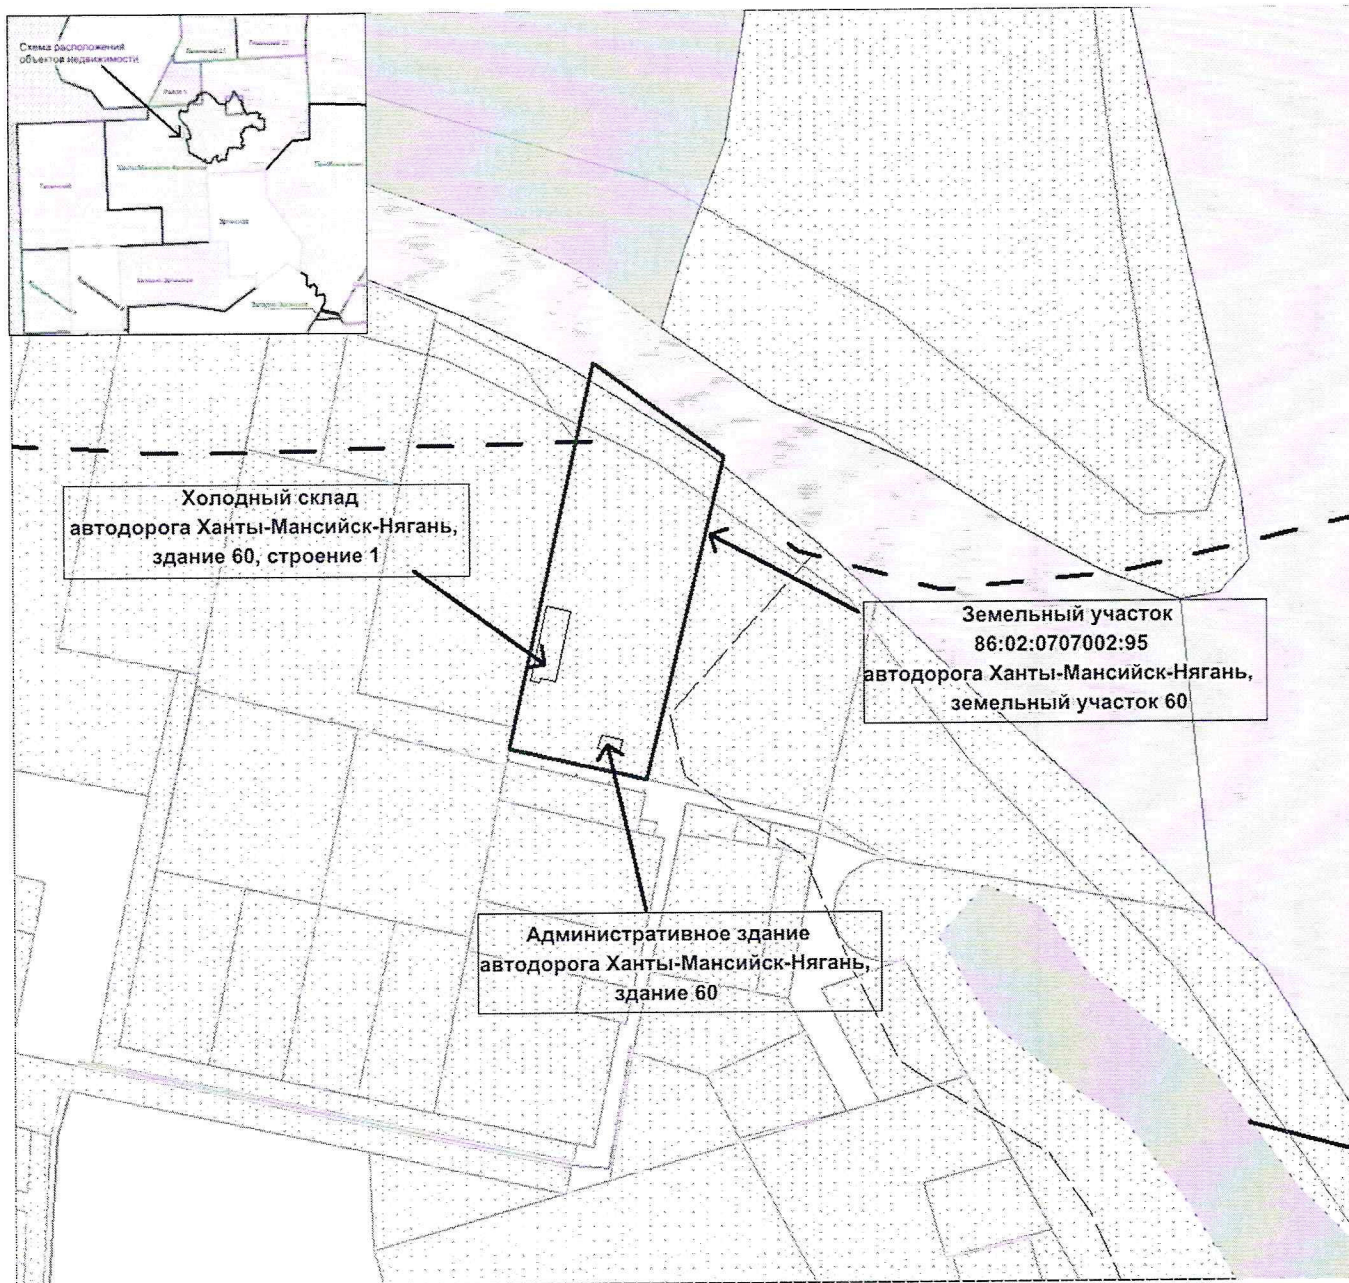 Схема расположения
объектов недвижимости
Холодный склад
автодорога Ханты-Мансийск-Нягань,
здание 60, строение 1
Земельный участок
86:02:0707002:95
автодорога Ханты-Мансийск-Нягань,
земельный участок 60
Административное здание
автодорога Ханты-Мансийск-Нягань,
здание 60